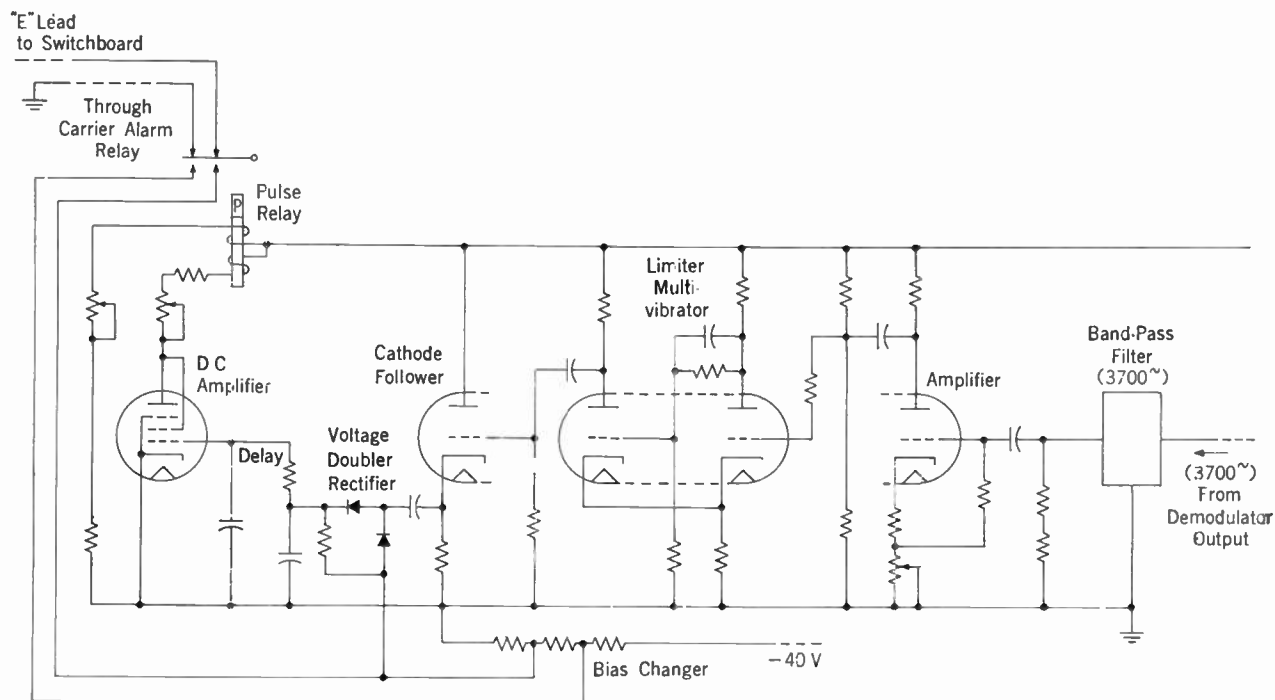 "E" Lead
to Switchboard
Through
Carrier Alarm
Relay
P
Pulse
Relay
Limiter
Multi-
vibrator
Band-Pass
Filter
(3700~)
Cathode
Follower
DC
Amplifier
Amplifier
Delay
Voltage
Doubler
Rectifier
(3700~)
From
Demodulator
Output
Bias Changer
-40 V